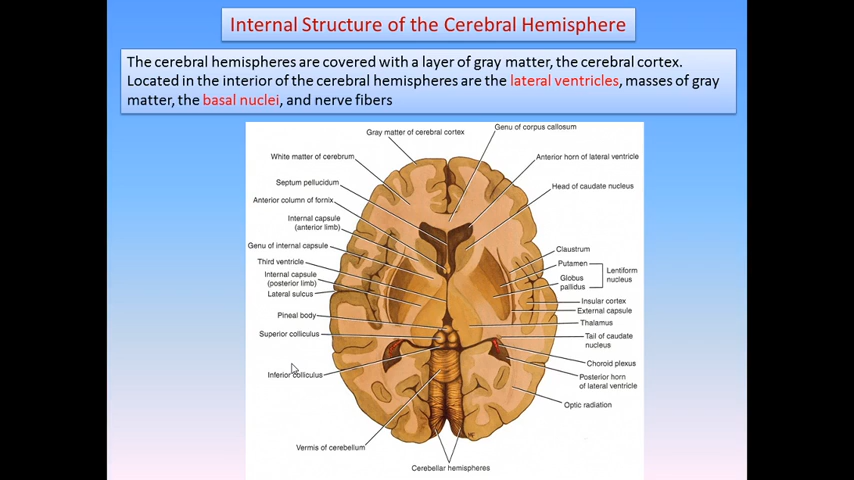 Internal Structure of the Cerebral Hemisphere
The cerebral hemispheres are covered with a layer of gray matter, the cerebral cortex.
Located in the interior of the cerebral hemispheres are the lateral ventricles, masses of gray
matter, the basal nuclei, and nerve fibers
Gray matter of cerebral cortex
Genu of corpus callosum
White matter of cerebrum
Anterior horn of lateral ventricle
Septum pellucidum
Head of caudate nucleus
Anterior column of fornix
Internal capsule
(anterior limb)
Genu of internal capsule
Claustrum
Third ventricle
Putamen
Lentiform
nucleus
Internal capsule
(posterior limb)
Globus
pallidus
Lateral sulcus
Insular cortex
External capsule
Pineal body
Thalamus
Superior colliculus
Tail of caudate
nucleus
Choroid plexus
Inferior colliculus
Posterior horn
of lateral ventricle
Optic radiation
Vermis of cerebellum
Cerebellar hemispheres